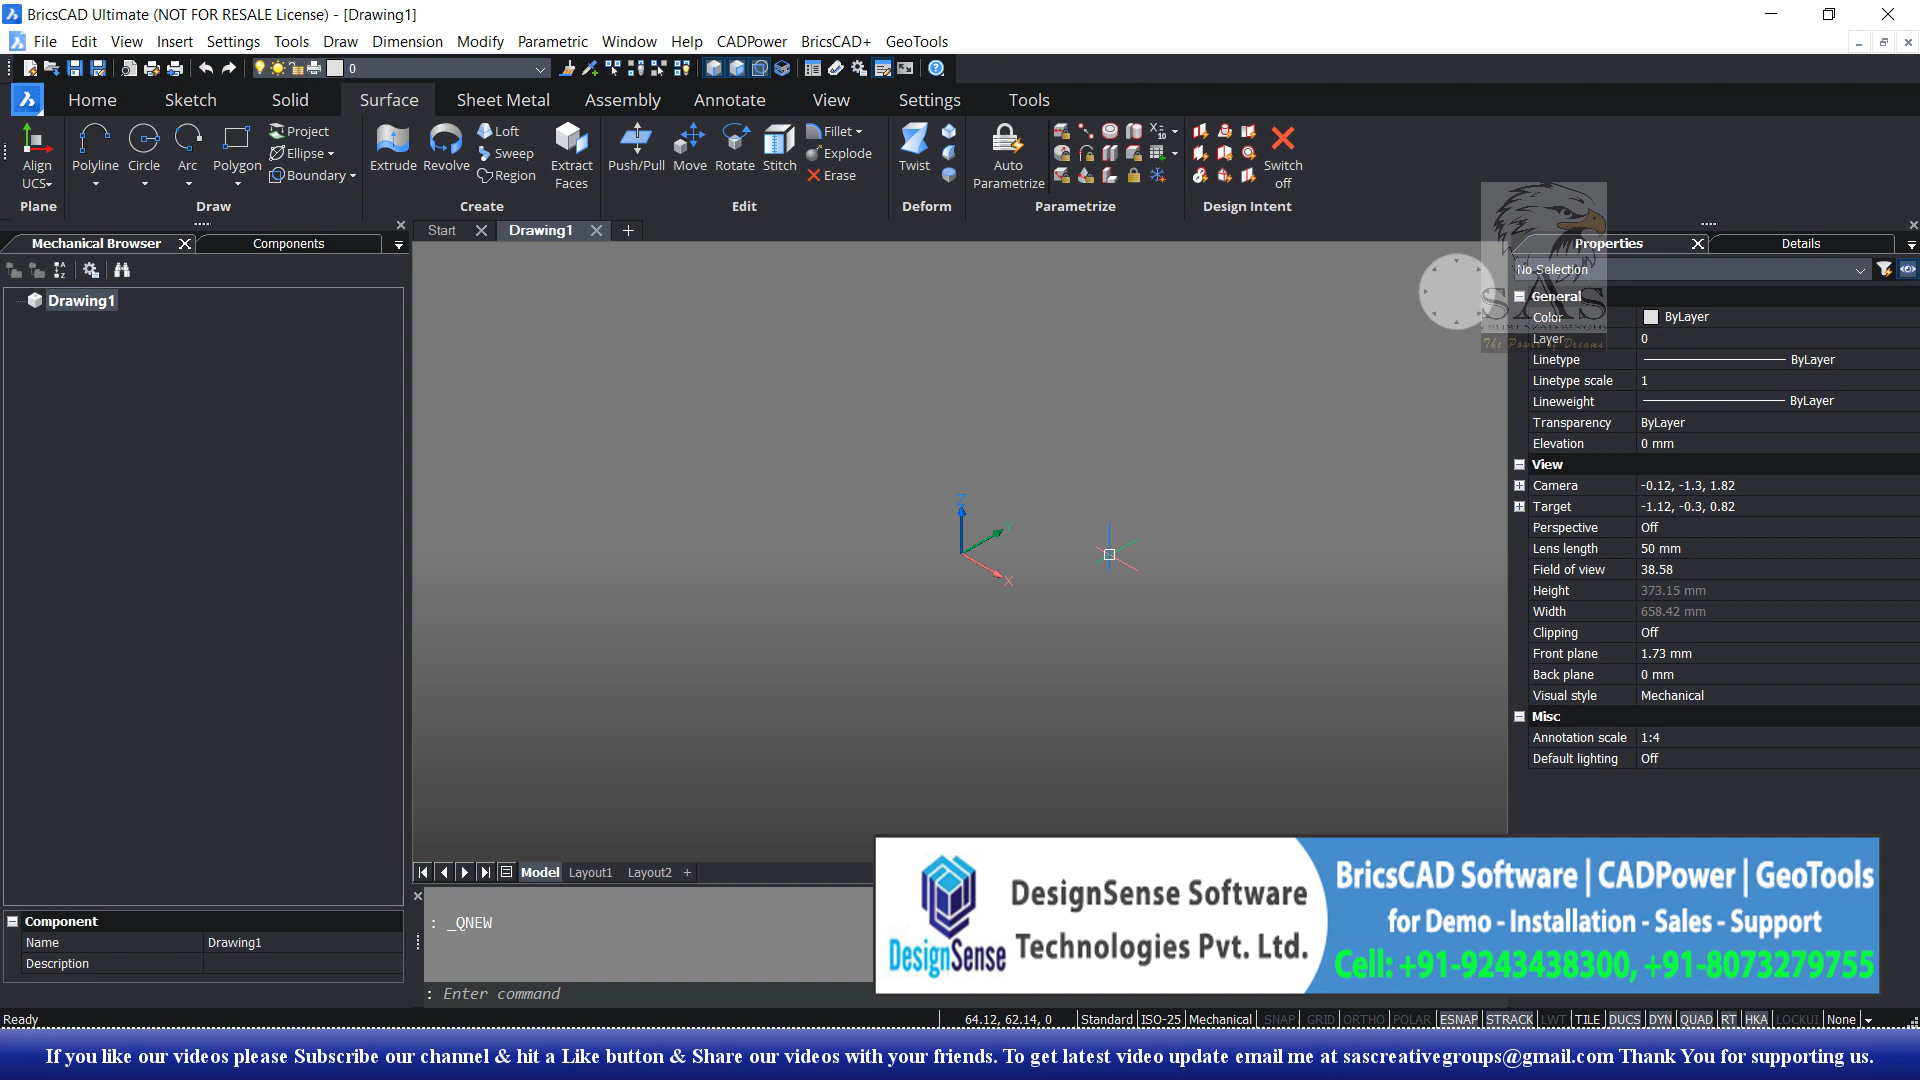 BricsCAD Ultimate (NOT FOR RESALE License) - [Drawing1]
File Edit View Insert Settings Tools Draw Dimension Modify Parametric Window Help CADPower BricsCAD+ GeoTools
0
Home Sketch Solid Surface Sheet Metal Assembly Annotate View Settings Tools
Align UCS
Plane
Polyline Circle Arc Polygon
Project
Ellipse
Boundary
Draw
Extrude Revolve
Loft
Sweep
Region
Extract Faces
Create
Push/Pull Move Rotate Stitch
Fillet
Explode
Erase
Edit
Twist
Deform
Auto Parametrize
Parametrize
Switch off
Design Intent
Start Drawing1
Mechanical Browser Components
Drawing1
Component
Name Drawing1
Description
Z
Y
X
Properties Details
No Selection
SAS
The Power of Dreams
General
Color ByLayer
Layer 0
Linetype ByLayer
Linetype scale 1
Lineweight ByLayer
Transparency ByLayer
Elevation 0 mm
View
Camera -0.12, -1.3, 1.82
Target -1.12, -0.3, 0.82
Perspective Off
Lens length 50 mm
Field of view 38.58
Height 373.15 mm
Width 658.42 mm
Clipping Off
Front plane 1.73 mm
Back plane 0 mm
Visual style Mechanical
Misc
Annotation scale 1:4
Default lighting Off
Model Layout1 Layout2 +
: _QNEW
: Enter command
DesignSense
DesignSense Software
Technologies Pvt. Ltd.
BricsCAD Software | CADPower | GeoTools
for Demo - Installation - Sales - Support
Cell: +91-9243438300, +91-8073279755
Ready 64.12, 62.14, 0 Standard ISO-25 Mechanical SNAP GRID ORTHO POLAR ESNAP STRACK LWT TILE DUCS DYN QUAD RT HKA LOCKUI None
If you like our videos please Subscribe our channel & hit a Like button & Share our videos with your friends. To get latest video update email me at sascreativegroups@gmail.com Thank You for supporting us.